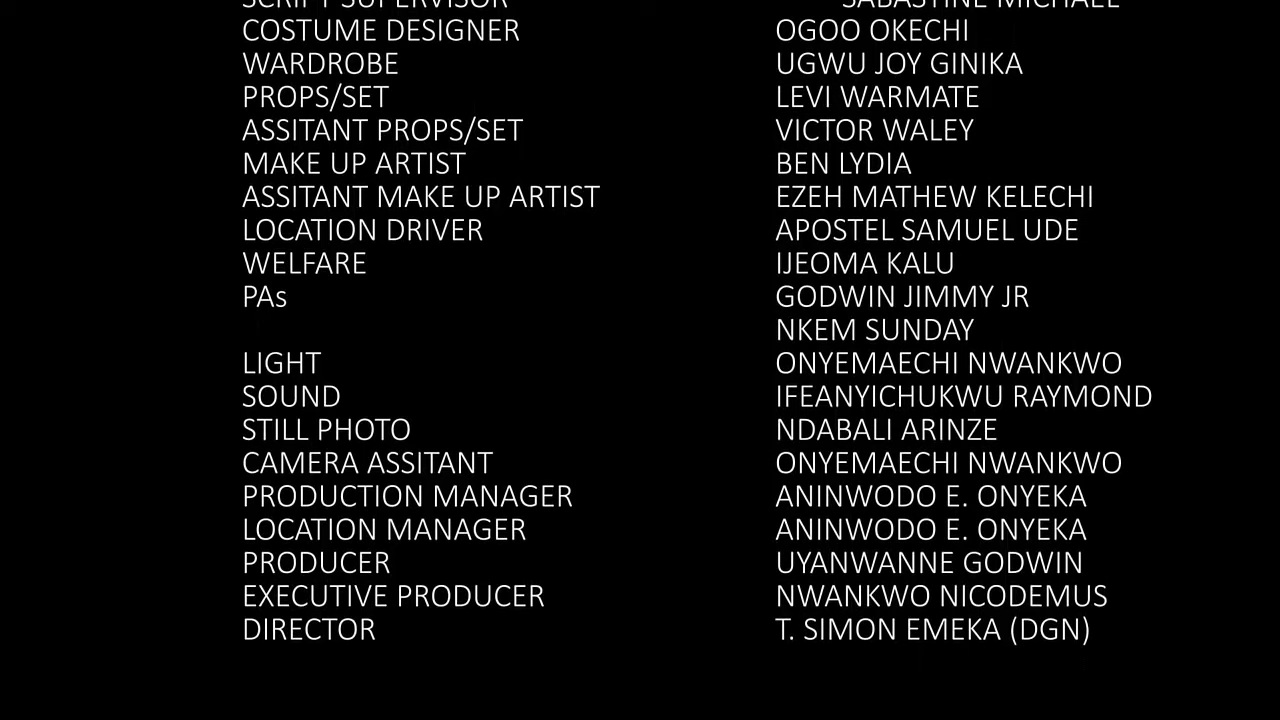 SCRIPT SUPERVISOR SABASTINE MICHAEL
COSTUME DESIGNER OGOO OKECHI
WARDROBE UGWU JOY GINIKA
PROPS/SET LEVI WARMATE
ASSITANT PROPS/SET VICTOR WALEY
MAKE UP ARTIST BEN LYDIA
ASSITANT MAKE UP ARTIST EZEH MATHEW KELECHI
LOCATION DRIVER APOSTEL SAMUEL UDE
WELFARE IJEOMA KALU
PAs GODWIN JIMMY JR
NKEM SUNDAY
LIGHT ONYEMAECHI NWANKWO
SOUND IFEANYICHUKWU RAYMOND
STILL PHOTO NDABALI ARINZE
CAMERA ASSITANT ONYEMAECHI NWANKWO
PRODUCTION MANAGER ANINWODO E. ONYEKA
LOCATION MANAGER ANINWODO E. ONYEKA
PRODUCER UYANWANNE GODWIN
EXECUTIVE PRODUCER NWANKWO NICODEMUS
DIRECTOR T. SIMON EMEKA (DGN)